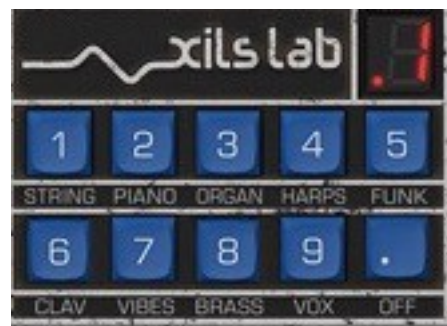 xils lab .1
1 2 3 4 5
STRING PIANO ORGAN HARPS FUNK
6 7 8 9 .
CLAV VIBES BRASS VOX OFF